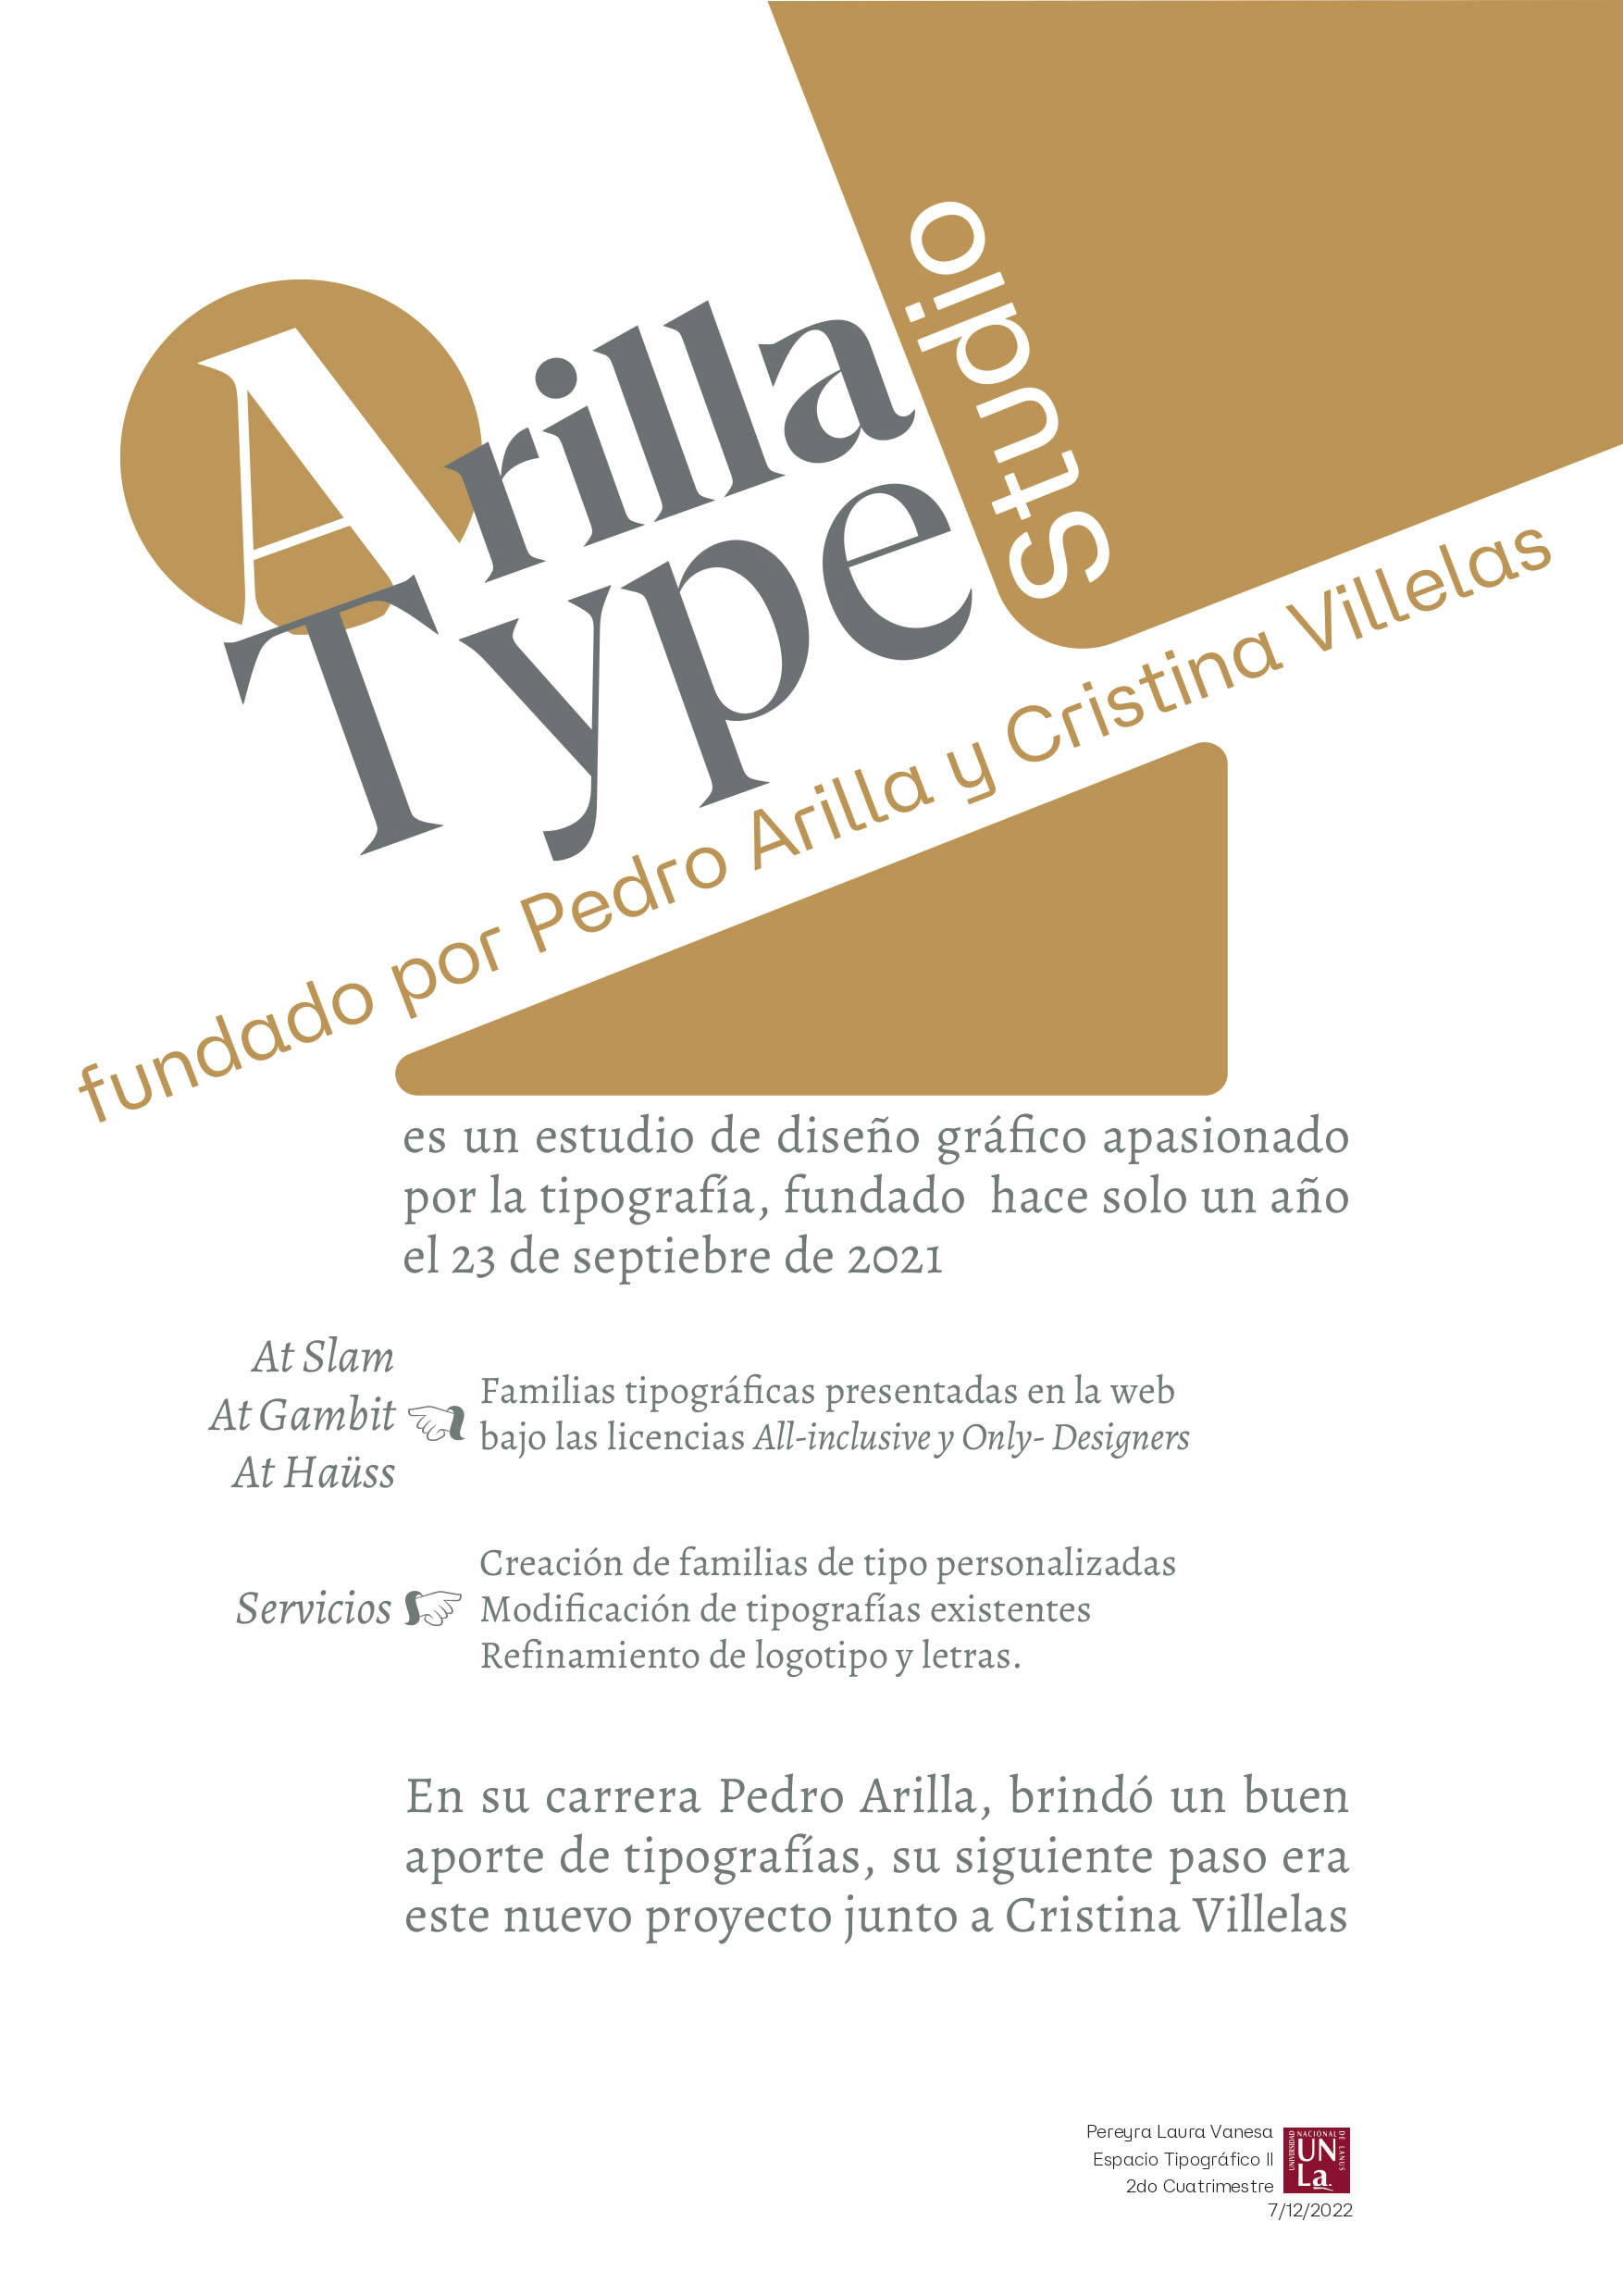 Arilla
Type
Studio
fundado por Pedro Arilla y Cristina Villelas
es un estudio de diseño gráfico apasionado
por la tipografía, fundado hace solo un año
el 23 de septiebre de 2021
At Slam
At Gambit
At Haüss
Familias tipográficas presentadas en la web
bajo las licencias All-inclusive y Only- Designers
Servicios
Creación de familias de tipo personalizadas
Modificación de tipografías existentes
Refinamiento de logotipo y letras.
En su carrera Pedro Arilla, brindó un buen
aporte de tipografías, su siguiente paso era
este nuevo proyecto junto a Cristina Villelas
Pereyra Laura Vanesa
Espacio Tipográfico II
2do Cuatrimestre
7/12/2022
UNIVERSIDAD
NACIONAL
DE LANUS
UN
La.